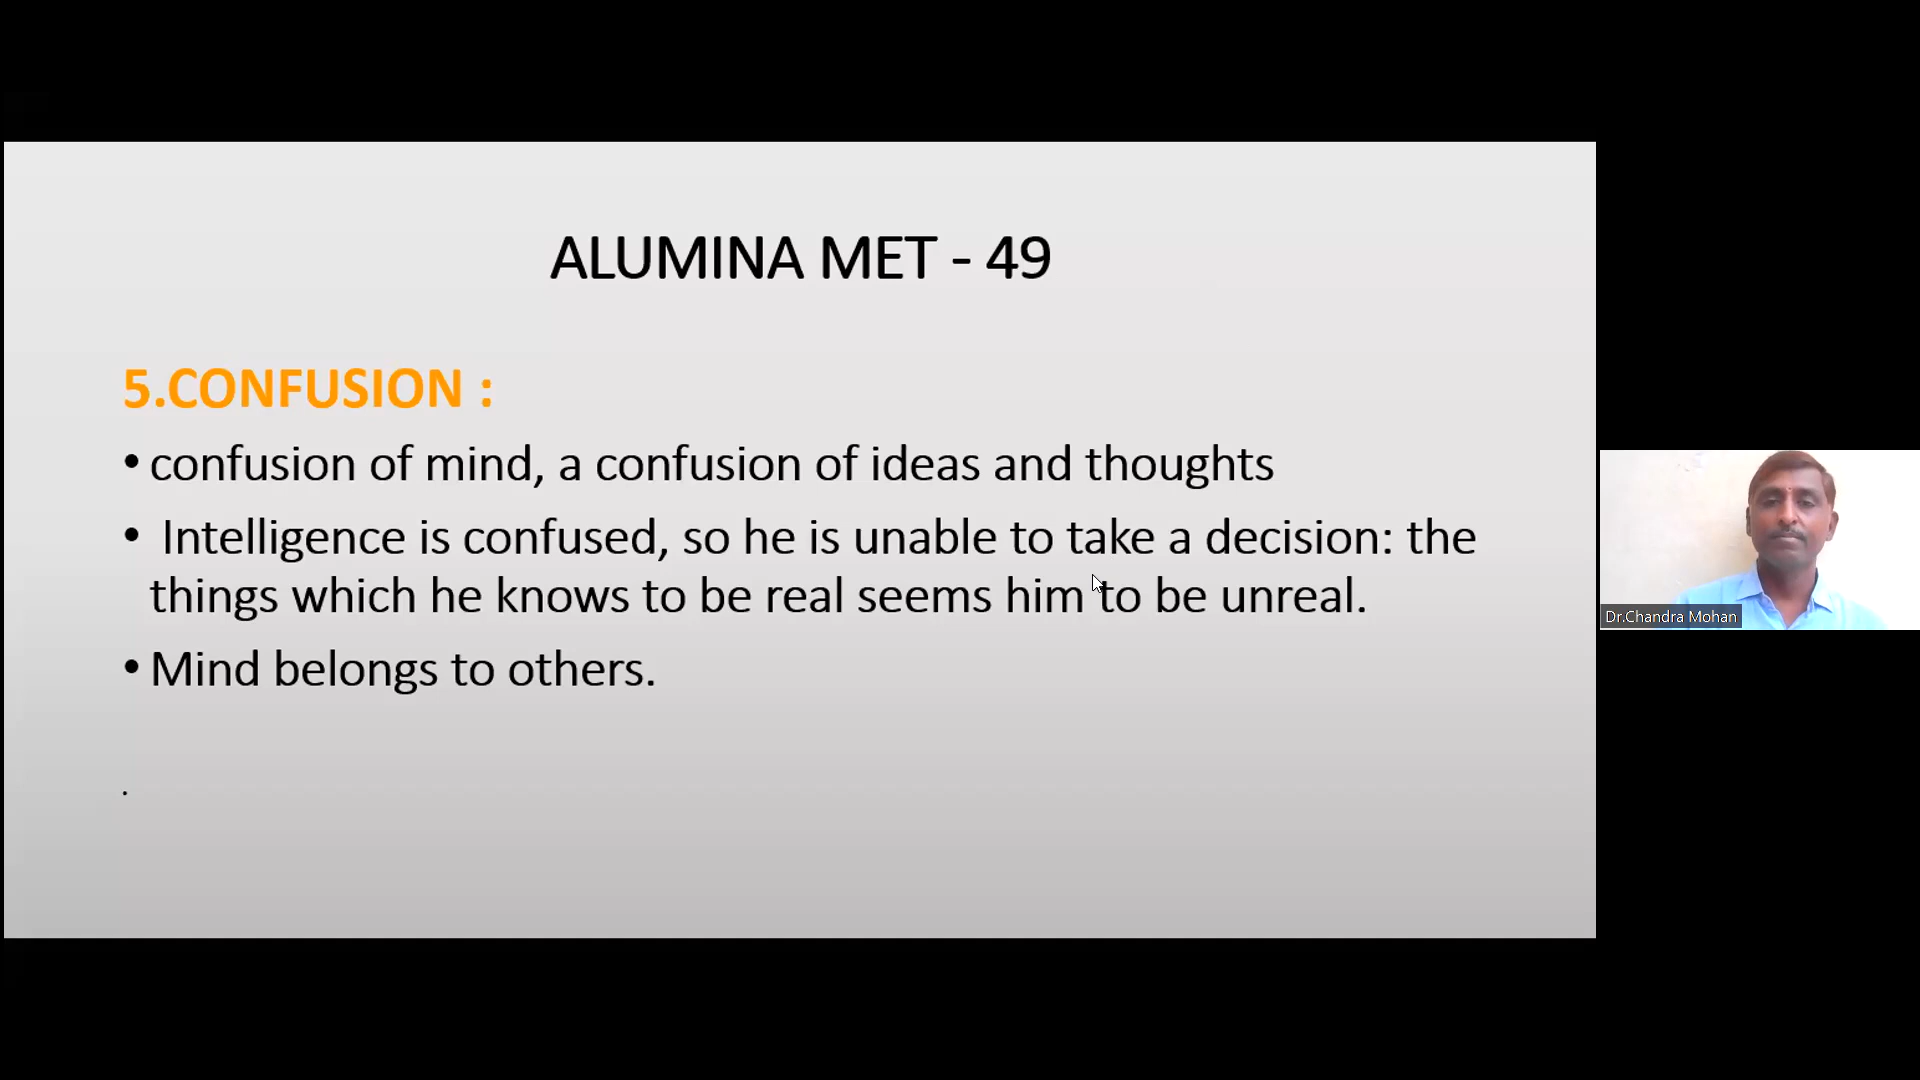 ALUMINA MET - 49
5.CONFUSION :
•confusion of mind, a confusion of ideas and thoughts
• Intelligence is confused, so he is unable to take a decision: the
things which he knows to be real seems him to be unreal.
•Mind belongs to others.
.
Dr.Chandra Mohan